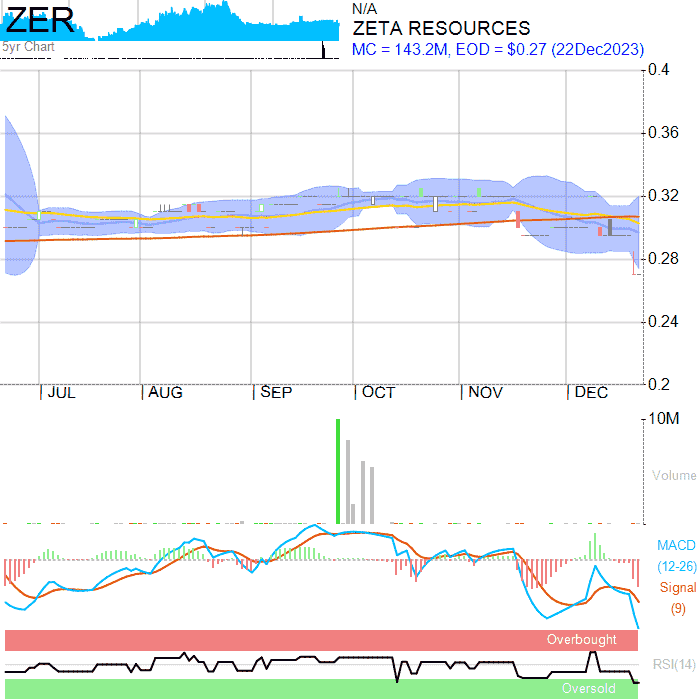 ZER
5yr Chart
N/A
ZETA RESOURCES
MC = 143.2M, EOD = $0.27 (22Dec2023)
0.4
0.36
0.32
0.28
0.24
0.2
JUL AUG SEP OCT NOV DEC
10M
Volume
MACD
(12-26)
Signal
(9)
Overbought
RSI(14)
Oversold